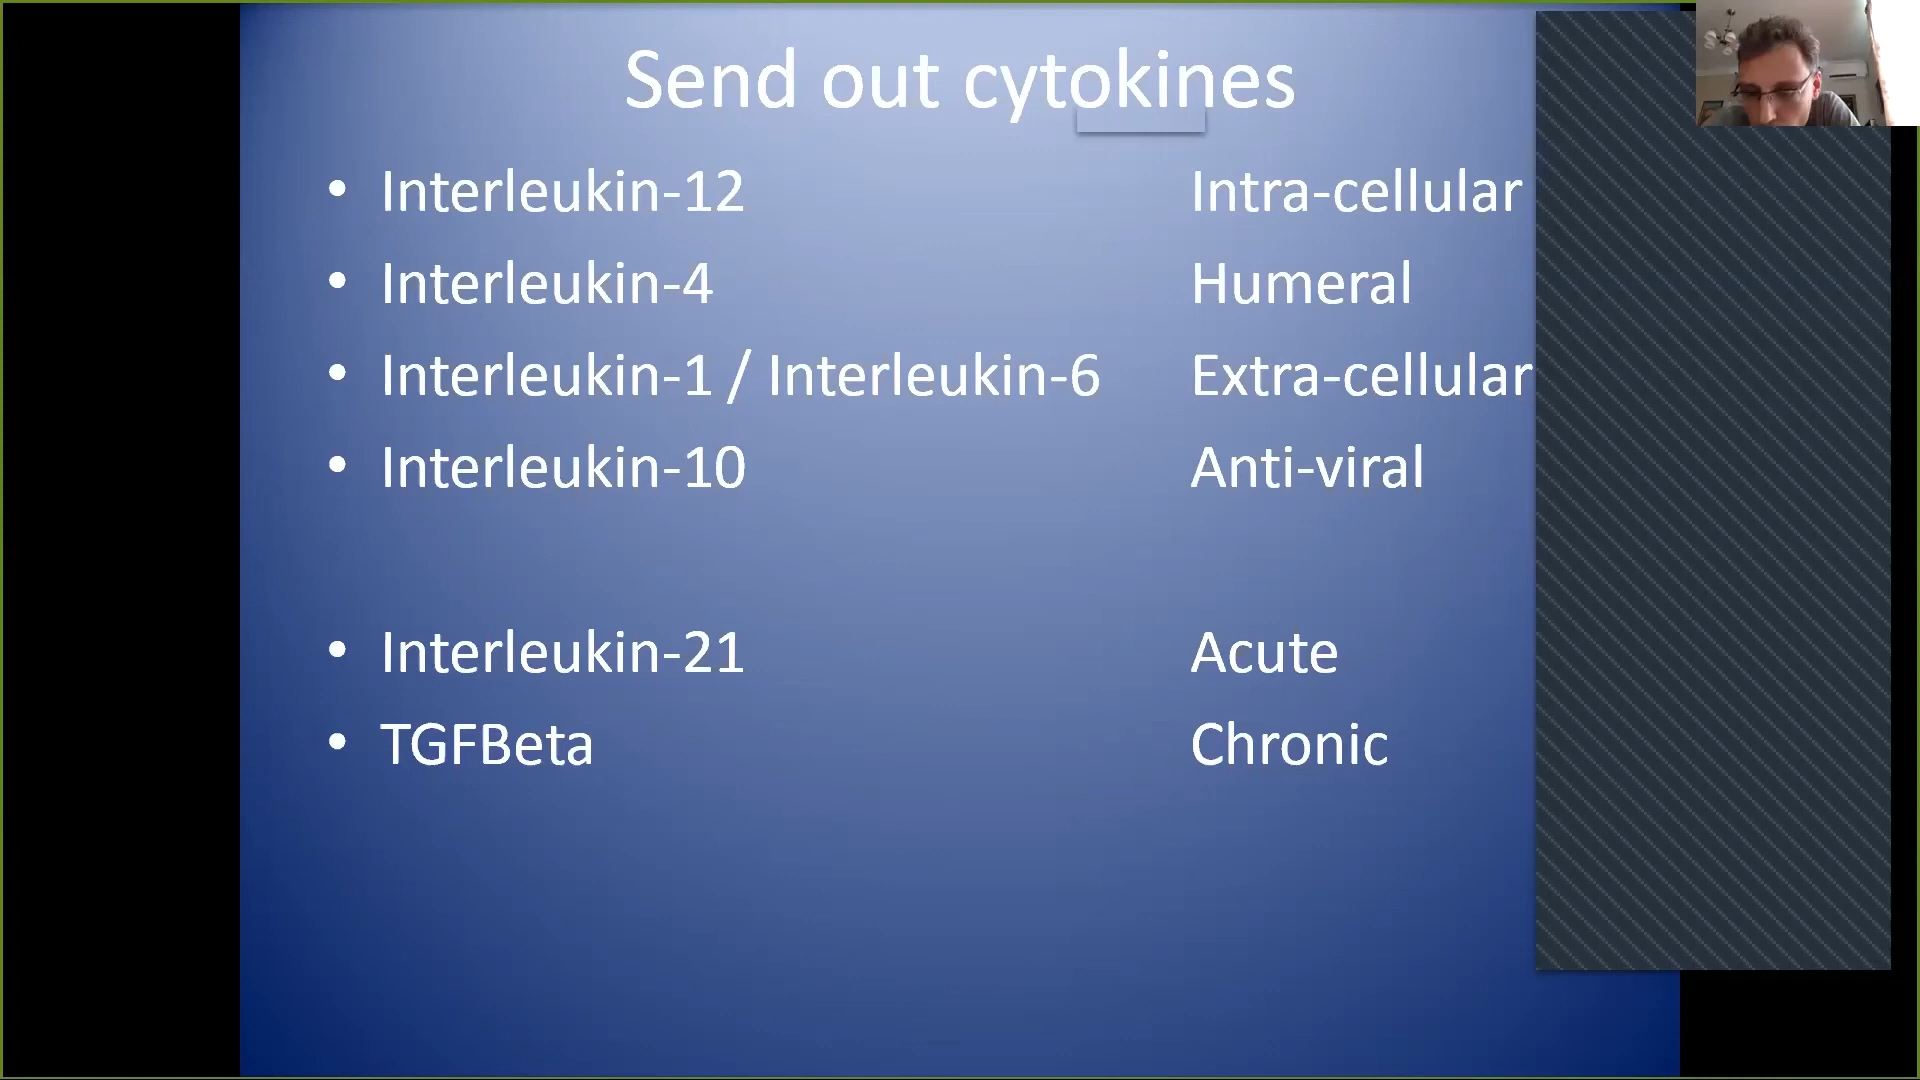 Send out cytokines
• Interleukin-12 Intra-cellular
• Interleukin-4 Humeral
• Interleukin-1 / Interleukin-6 Extra-cellular
• Interleukin-10 Anti-viral
• Interleukin-21 Acute
• TGFBeta Chronic